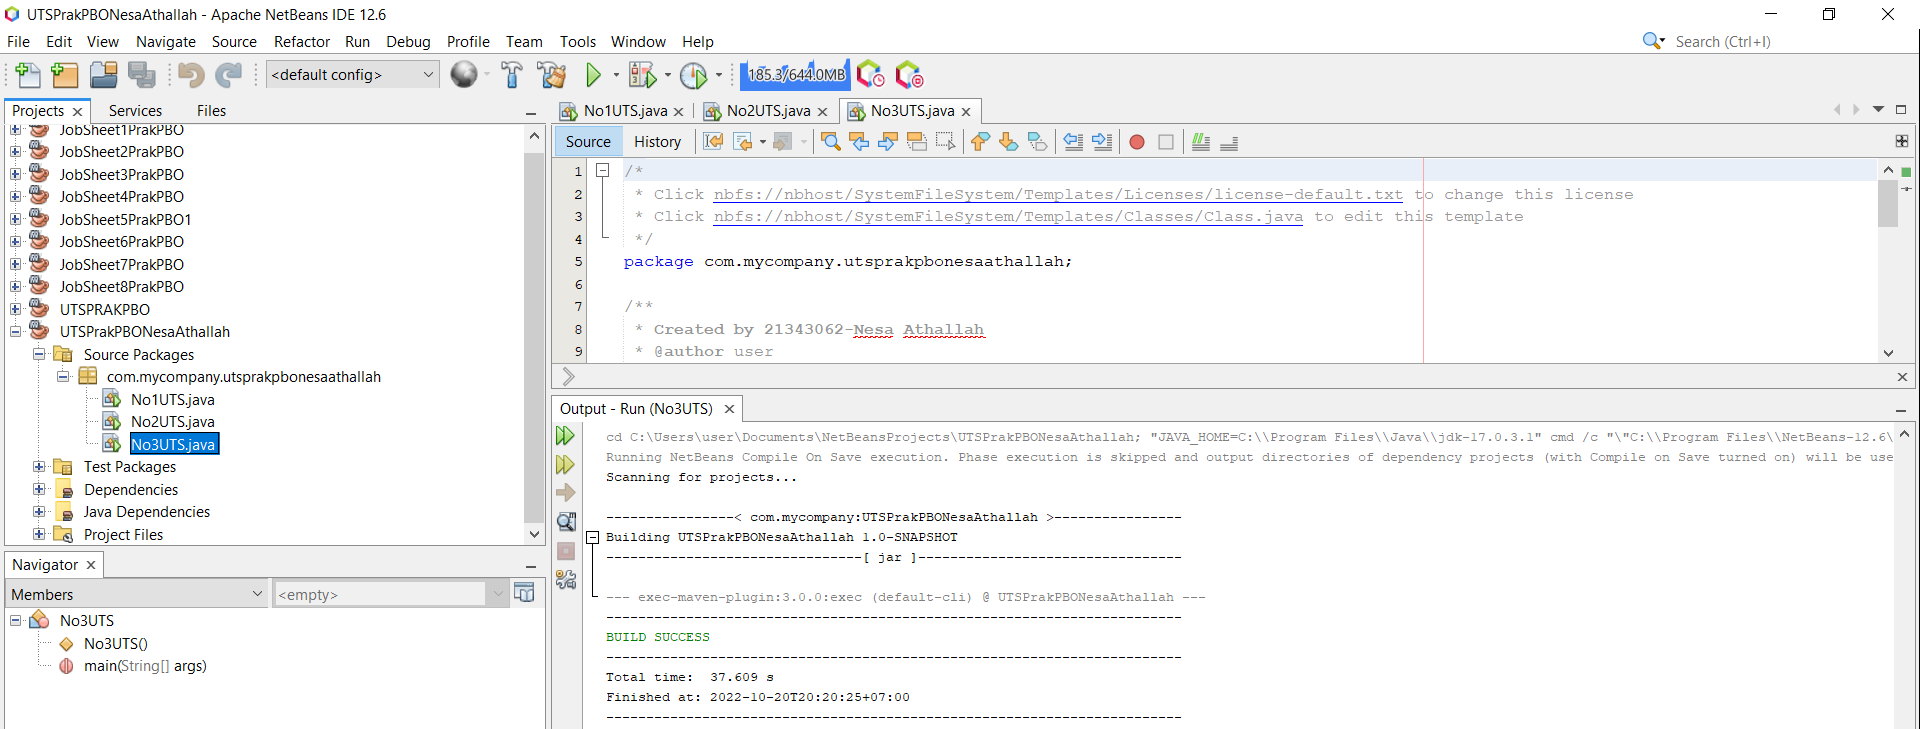 UTSPrakPBONesaAthallah - Apache NetBeans IDE 12.6
File Edit View Navigate Source Refactor Run Debug Profile Team Tools Window Help
Search (Ctrl+I)
<default config>
185.3/644.0MB
Projects Services Files
JobSheet1PrakPBO
JobSheet2PrakPBO
JobSheet3PrakPBO
JobSheet4PrakPBO
JobSheet5PrakPBO1
JobSheet6PrakPBO
JobSheet7PrakPBO
JobSheet8PrakPBO
UTSPRAKPBO
UTSPrakPBONesaAthallah
Source Packages
com.mycompany.utsprakpbonesaathallah
No1UTS.java
No2UTS.java
No3UTS.java
Test Packages
Dependencies
Java Dependencies
Project Files
Navigator
Members
<empty>
No3UTS
No3UTS()
main(String[] args)
No1UTS.java No2UTS.java No3UTS.java
Source History
1 /*
2 * Click nbfs://nbhost/SystemFileSystem/Templates/Licenses/license-default.txt to change this license
3 * Click nbfs://nbhost/SystemFileSystem/Templates/Classes/Class.java to edit this template
4 */
5 package com.mycompany.utsprakpbonesaathallah;
6
7 /**
8 * Created by 21343062-Nesa Athallah
9 * @author user
Output - Run (No3UTS)
cd C:\Users\user\Documents\NetBeansProjects\UTSPrakPBONesaAthallah; "JAVA_HOME=C:\\Program Files\\Java\\jdk-17.0.3.1" cmd /c "\"C:\\Program Files\\NetBeans-12.6\
Running NetBeans Compile On Save execution. Phase execution is skipped and output directories of dependency projects (with Compile on Save turned on) will be use
Scanning for projects...
----------------< com.mycompany:UTSPrakPBONesaAthallah >----------------
Building UTSPrakPBONesaAthallah 1.0-SNAPSHOT
--------------------------------[ jar ]---------------------------------
--- exec-maven-plugin:3.0.0:exec (default-cli) @ UTSPrakPBONesaAthallah ---
------------------------------------------------------------------------
BUILD SUCCESS
------------------------------------------------------------------------
Total time:  37.609 s
Finished at: 2022-10-20T20:20:25+07:00
------------------------------------------------------------------------